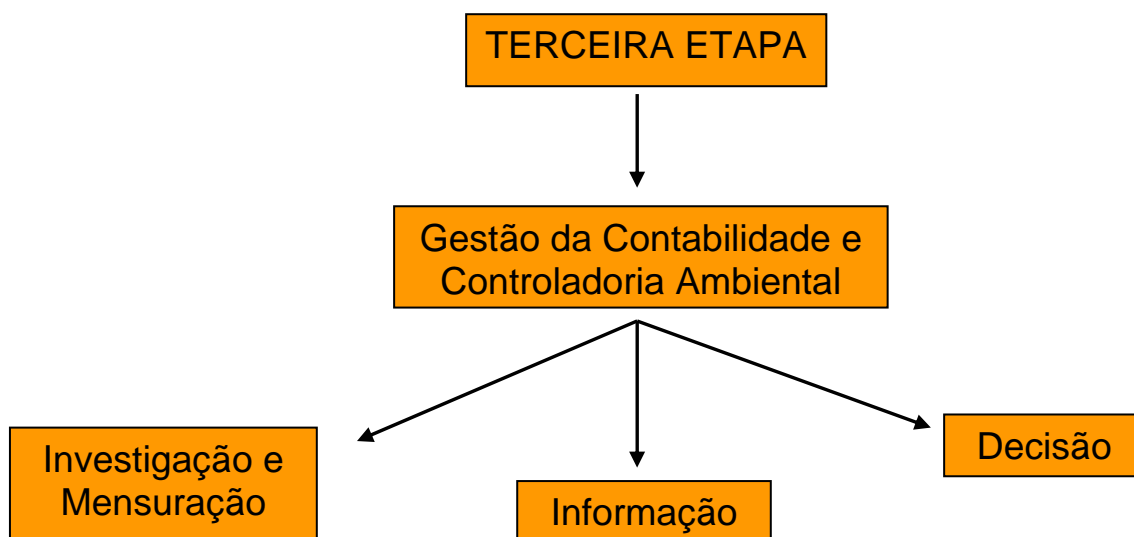 TERCEIRA ETAPA
Gestão da Contabilidade e
Controladoria Ambiental
Investigação e
Mensuração
Informação
Decisão